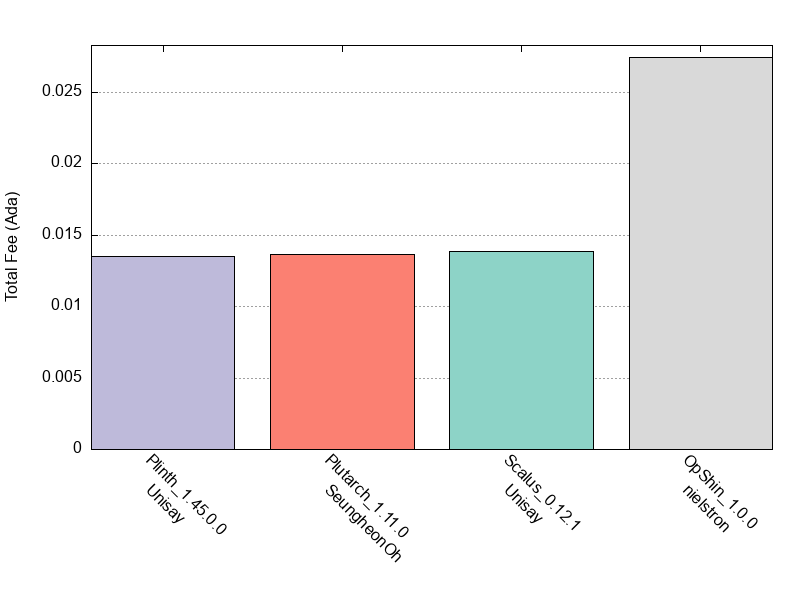 Total Fee (Ada)
0.025
0.02
0.015
0.01
0.005
0
Plinth_1.45.0.0
Unisay
Plutarch_1.11.0
SeungheonOh
Scalus_0.12.1
Unisay
OpShin_1.0.0
nielstron